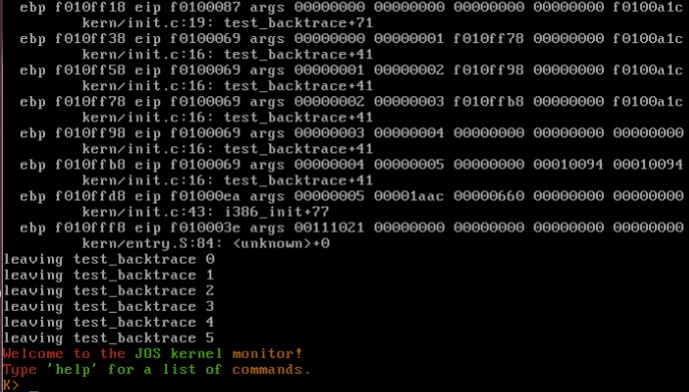 ebp f010ff18 eip f0100087 args 00000000 00000000 00000000 00000000 f0100a1c
kern/init.c:19: test_backtrace+71
ebp f010ff38 eip f0100069 args 00000000 00000001 f010ff78 00000000 f0100a1c
kern/init.c:16: test_backtrace+41
ebp f010ff58 eip f0100069 args 00000001 00000002 f010ff98 00000000 f0100a1c
kern/init.c:16: test_backtrace+41
ebp f010ff78 eip f0100069 args 00000002 00000003 f010ffb8 00000000 f0100a1c
kern/init.c:16: test_backtrace+41
ebp f010ff98 eip f0100069 args 00000003 00000004 00000000 00000000 00000000
kern/init.c:16: test_backtrace+41
ebp f010ffb8 eip f0100069 args 00000004 00000005 00000000 00010094 00010094
kern/init.c:16: test_backtrace+41
ebp f010ffd8 eip f01000ea args 00000005 00001aac 00000660 00000000 00000000
kern/init.c:43: i386_init+77
ebp f010fff8 eip f010003e args 00111021 00000000 00000000 00000000 00000000
kern/entry.S:84: <unknown>+0
leaving test_backtrace 0
leaving test_backtrace 1
leaving test_backtrace 2
leaving test_backtrace 3
leaving test_backtrace 4
leaving test_backtrace 5
Welcome to the JOS kernel monitor!
Type 'help' for a list of commands.
K> _